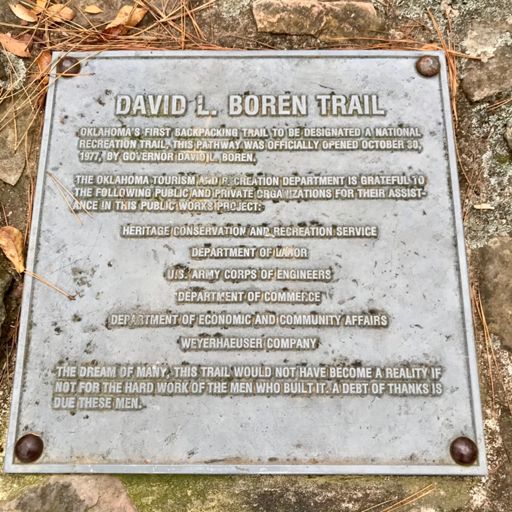 DAVID L. BOREN TRAIL
OKLAHOMA'S FIRST BACKPACKING TRAIL TO BE DESIGNATED A NATIONAL
RECREATION TRAIL, THIS PATHWAY WAS OFFICIALLY OPENED OCTOBER 30,
1977, BY GOVERNOR DAVID L. BOREN.
THE OKLAHOMA TOURISM AND RECREATION DEPARTMENT IS GRATEFUL TO
THE FOLLOWING PUBLIC AND PRIVATE ORGANIZATIONS FOR THEIR ASSIST-
ANCE IN THIS PUBLIC WORKS PROJECT:
HERITAGE CONSERVATION AND RECREATION SERVICE
DEPARTMENT OF LABOR
U.S. ARMY CORPS OF ENGINEERS
DEPARTMENT OF COMMERCE
DEPARTMENT OF ECONOMIC AND COMMUNITY AFFAIRS
WEYERHAEUSER COMPANY
THE DREAM OF MANY, THIS TRAIL WOULD NOT HAVE BECOME A REALITY IF
NOT FOR THE HARD WORK OF THE MEN WHO BUILT IT. A DEBT OF THANKS IS
DUE THESE MEN.